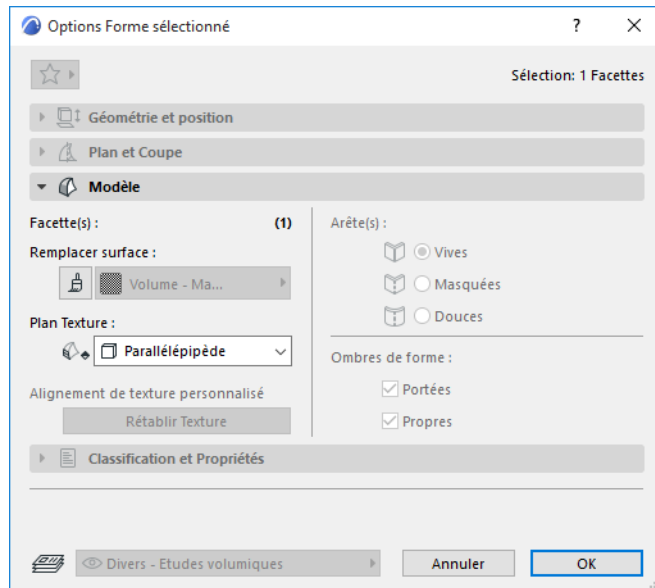 Options Forme sélectionné
?
Sélection: 1 Facettes
Géométrie et position
Plan et Coupe
Modèle
Facette(s) : (1)
Remplacer surface :
Volume - Ma...
Plan Texture :
Parallélépipède
Alignement de texture personnalisé
Rétablir Texture
Arête(s) :
Vives
Masquées
Douces
Ombres de forme :
Portées
Propres
Classification et Propriétés
Divers - Etudes volumiques
Annuler
OK